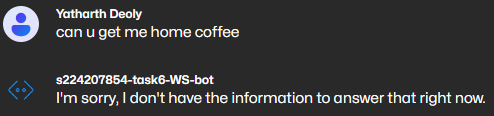 Yatharth Deoly
can u get me home coffee
s224207854-task6-WS-bot
I'm sorry, I don't have the information to answer that right now.